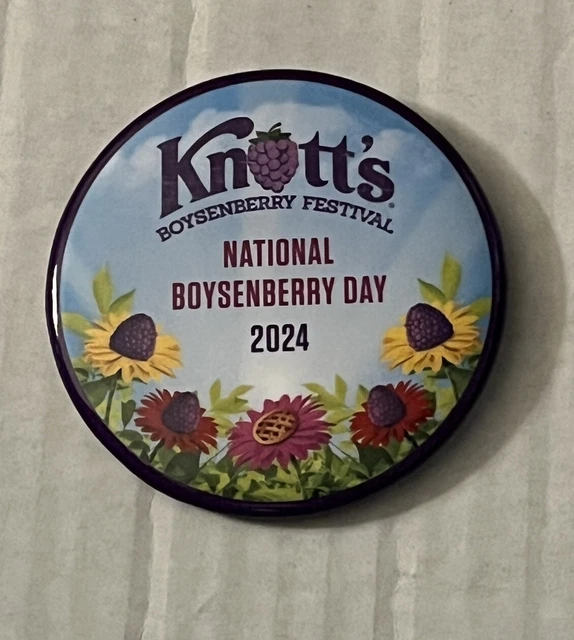 Knott's
BOYSENBERRY FESTIVAL®
NATIONAL
BOYSENBERRY DAY
2024